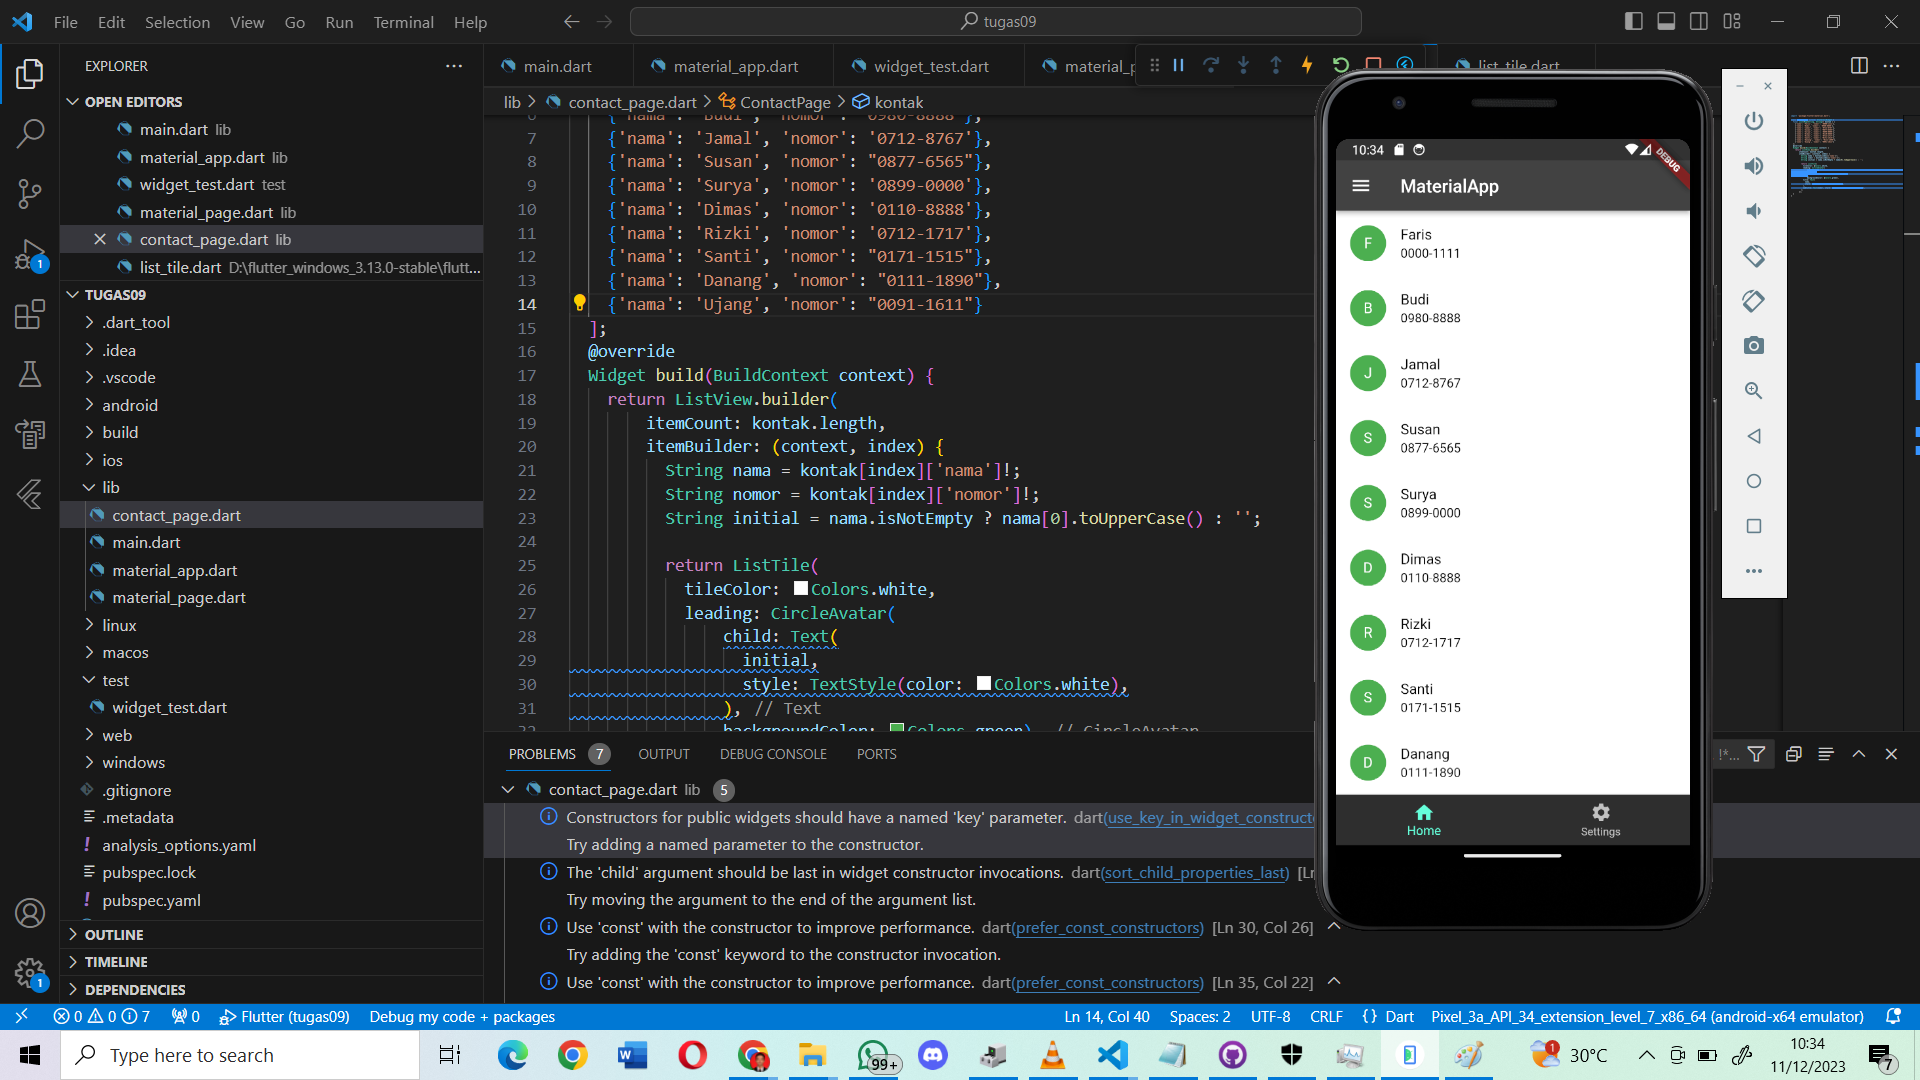 File Edit Selection View Go Run Terminal Help
tugas09
EXPLORER
OPEN EDITORS
main.dart lib
material_app.dart lib
widget_test.dart test
material_page.dart lib
contact_page.dart lib
list_tile.dart D:\flutter_windows_3.13.0-stable\flutt...
TUGAS09
.dart_tool
.idea
.vscode
android
build
ios
lib
contact_page.dart
main.dart
material_app.dart
material_page.dart
linux
macos
test
widget_test.dart
web
windows
.gitignore
.metadata
analysis_options.yaml
pubspec.lock
pubspec.yaml
OUTLINE
TIMELINE
DEPENDENCIES
main.dart
material_app.dart
widget_test.dart
material_p
list_tile.dart
lib > contact_page.dart > ContactPage > kontak
6 {'nama': 'Budi', 'nomor': '0980-8888'},
7 {'nama': 'Jamal', 'nomor': '0712-8767'},
8 {'nama': 'Susan', 'nomor': "0877-6565"},
9 {'nama': 'Surya', 'nomor': '0899-0000'},
10 {'nama': 'Dimas', 'nomor': '0110-8888'},
11 {'nama': 'Rizki', 'nomor': '0712-1717'},
12 {'nama': 'Santi', 'nomor': "0171-1515"},
13 {'nama': 'Danang', 'nomor': "0111-1890"},
14 {'nama': 'Ujang', 'nomor': "0091-1611"}
15 ];
16 @override
17 Widget build(BuildContext context) {
18 return ListView.builder(
19 itemCount: kontak.length,
20 itemBuilder: (context, index) {
21 String nama = kontak[index]['nama']!;
22 String nomor = kontak[index]['nomor']!;
23 String initial = nama.isNotEmpty ? nama[0].toUpperCase() : '';
24
25 return ListTile(
26 tileColor: Colors.white,
27 leading: CircleAvatar(
28 child: Text(
29 initial,
30 style: TextStyle(color: Colors.white),
31 ), // Text
32 backgroundColor: Colors.green), // CircleAvatar
PROBLEMS 7 OUTPUT DEBUG CONSOLE PORTS
contact_page.dart lib 5
Constructors for public widgets should have a named 'key' parameter. dart(use_key_in_widget_construct
Try adding a named parameter to the constructor.
The 'child' argument should be last in widget constructor invocations. dart(sort_child_properties_last) [Ln
Try moving the argument to the end of the argument list.
Use 'const' with the constructor to improve performance. dart(prefer_const_constructors) [Ln 30, Col 26]
Try adding the 'const' keyword to the constructor invocation.
Use 'const' with the constructor to improve performance. dart(prefer_const_constructors) [Ln 35, Col 22]
10:34
DEBUG
MaterialApp
F
Faris
0000-1111
B
Budi
0980-8888
J
Jamal
0712-8767
S
Susan
0877-6565
S
Surya
0899-0000
D
Dimas
0110-8888
R
Rizki
0712-1717
S
Santi
0171-1515
D
Danang
0111-1890
Home
Settings
1
1
0 0 7 0 Flutter (tugas09) Debug my code + packages
Ln 14, Col 40 Spaces: 2 UTF-8 CRLF {} Dart Pixel_3a_API_34_extension_level_7_x86_64 (android-x64 emulator)
Type here to search
99+
1
30°C
10:34
11/12/2023
7